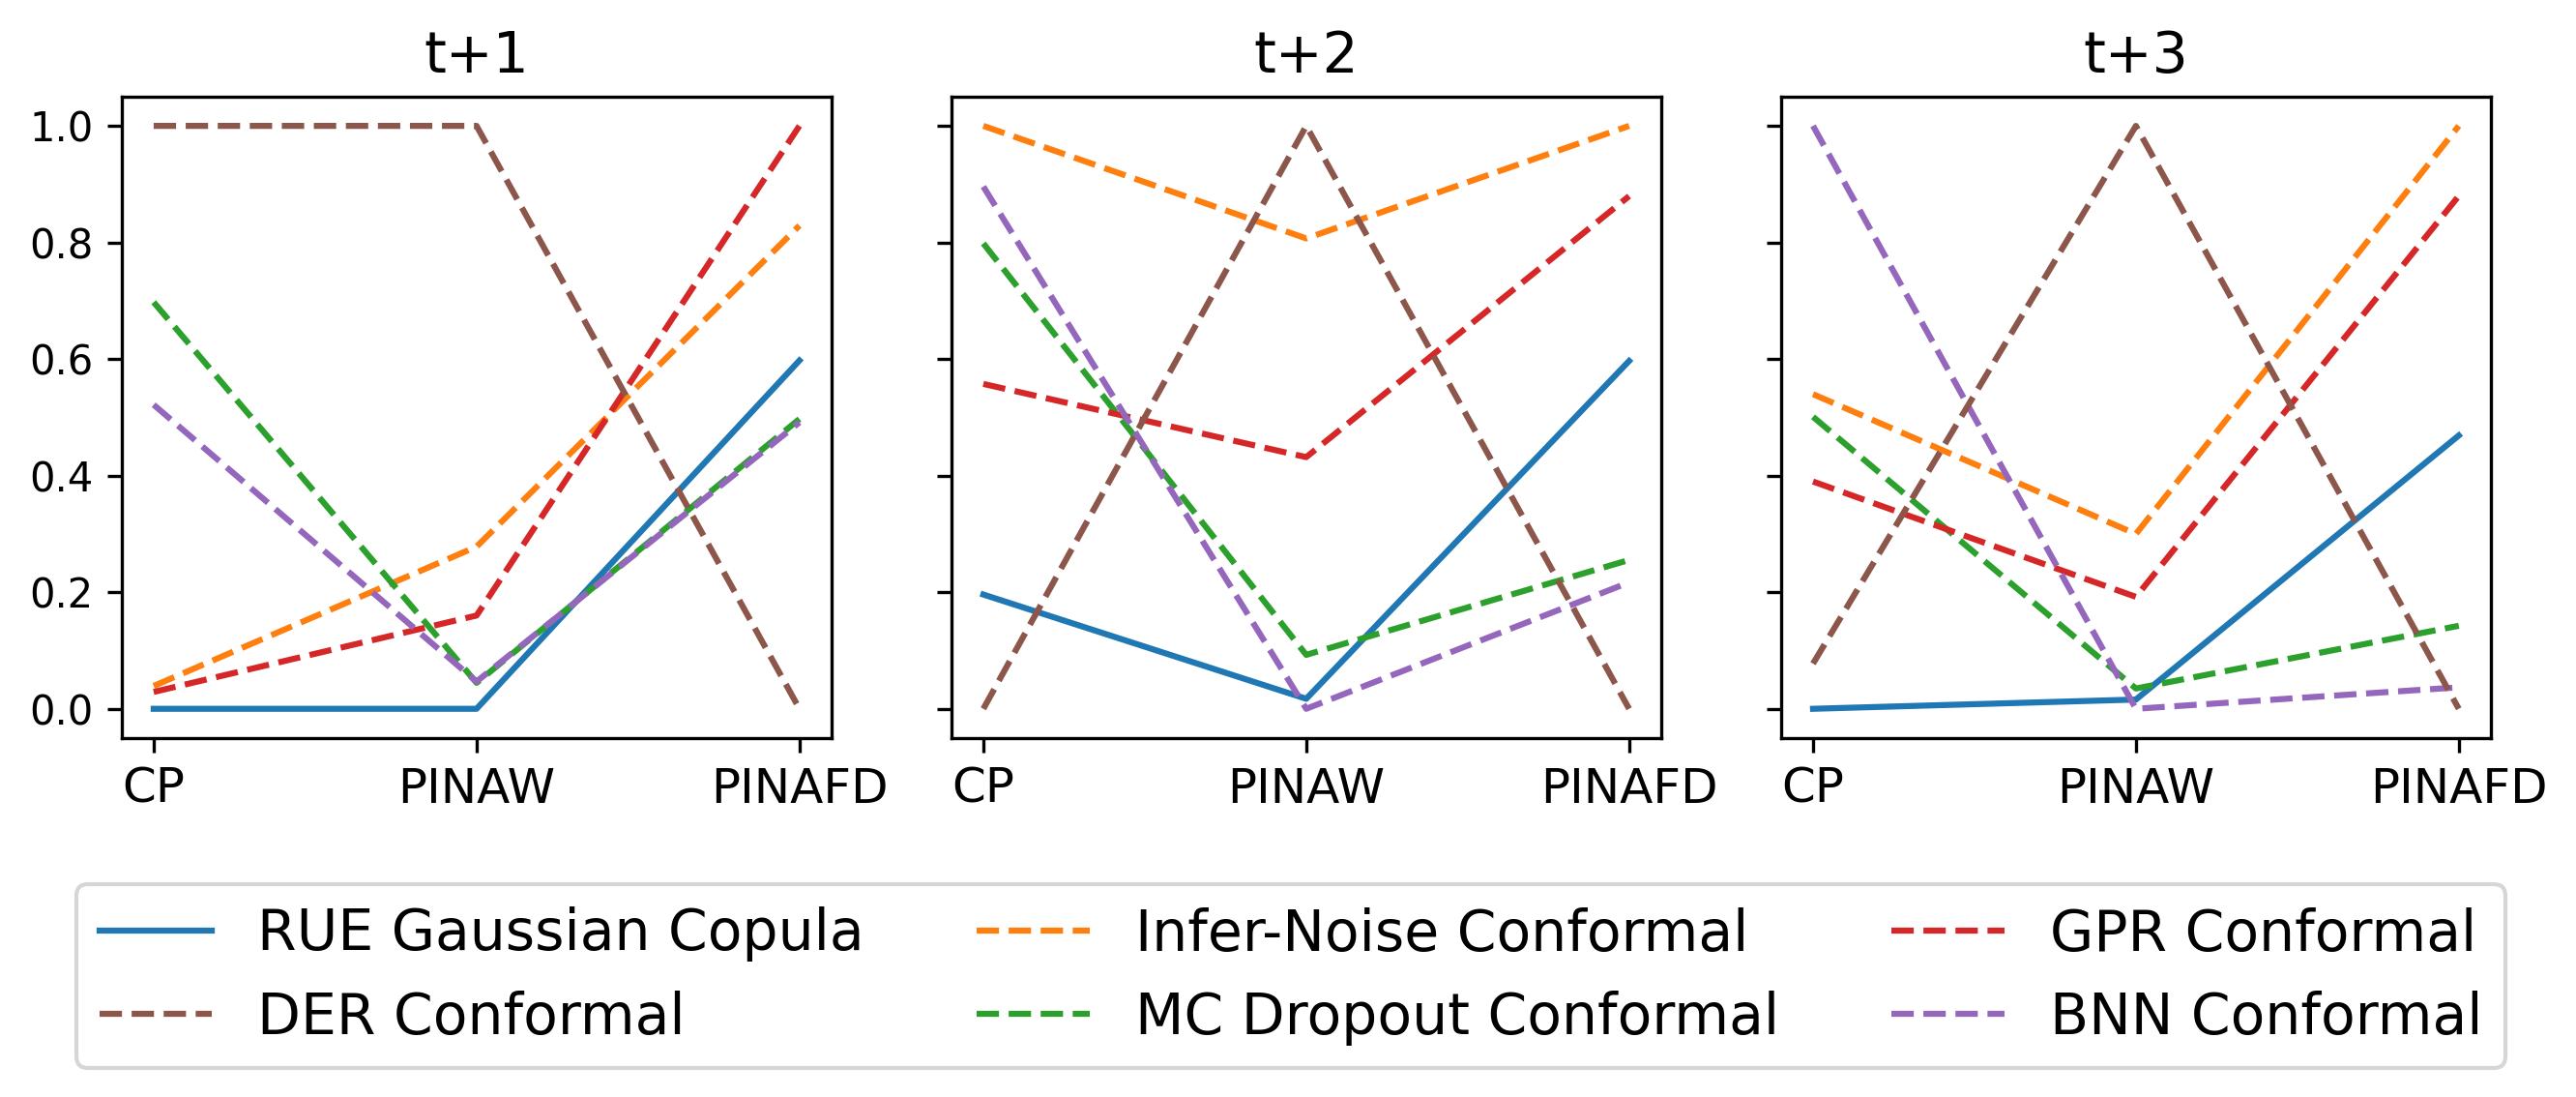 t+1 t+2 t+3
1.0
0.8
0.6
0.4
0.2
0.0
CP PINAW PINAFD CP PINAW PINAFD CP PINAW PINAFD
RUE Gaussian Copula Infer-Noise Conformal GPR Conformal
DER Conformal MC Dropout Conformal BNN Conformal